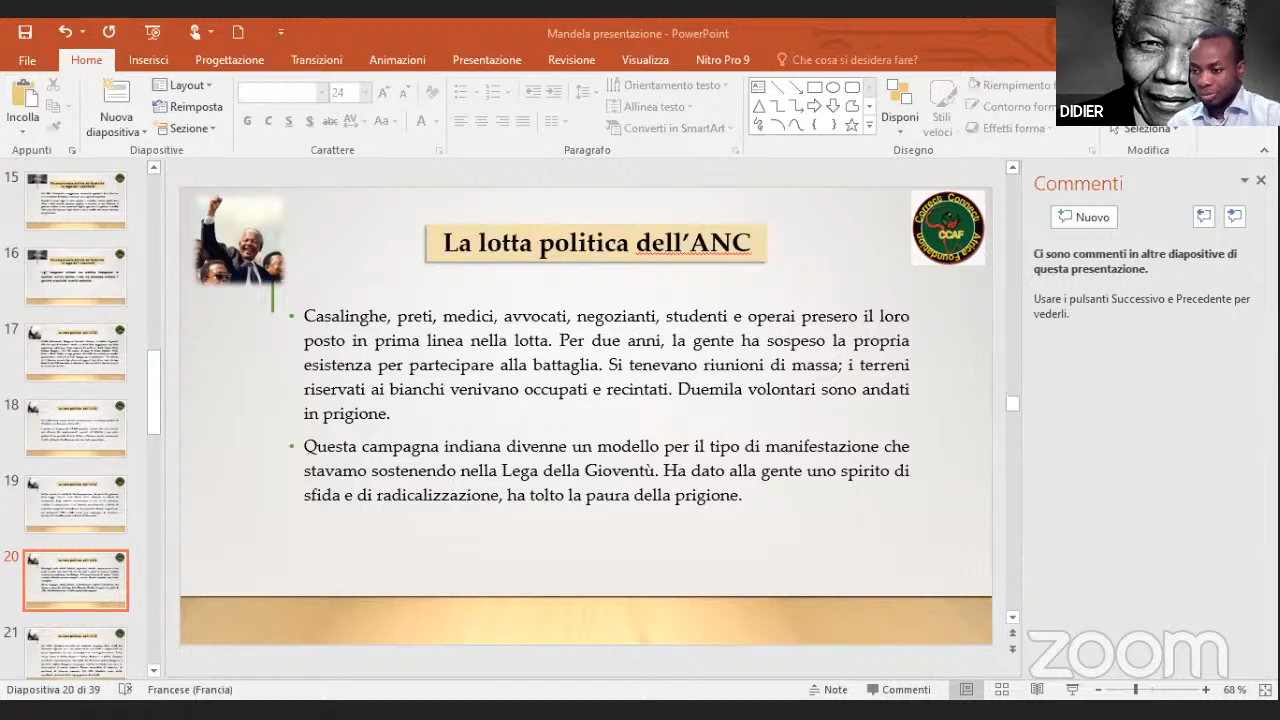 Mandela presentazione - PowerPoint
File Home Inserisci Progettazione Transizioni Animazioni Presentazione Revisione Visualizza Nitro Pro 9 Che cosa si desidera fare?
DIDIER
Incolla
Appunti
Nuova
diapositiva
Layout
Reimposta
Sezione
Diapositive
24
G C S S abc AV Aa A
Carattere
Orientamento testo
Allinea testo
Converti in SmartArt
Paragrafo
Disponi
Stili
veloci
Riempimento
Contorno forma
Effetti forma
Disegno
Seleziona
Modifica
15
16
17
18
19
20
21
La lotta politica dell'ANC
Correct Connect
CCAF
Africa Foundation
Casalinghe, preti, medici, avvocati, negozianti, studenti e operai presero il loro
posto in prima linea nella lotta. Per due anni, la gente ha sospeso la propria
esistenza per partecipare alla battaglia. Si tenevano riunioni di massa; i terreni
riservati ai bianchi venivano occupati e recintati. Duemila volontari sono andati
in prigione.
Questa campagna indiana divenne un modello per il tipo di manifestazione che
stavamo sostenendo nella Lega della Gioventù. Ha dato alla gente uno spirito di
sfida e di radicalizzazione, ha tolto la paura della prigione.
Commenti
Nuovo
Ci sono commenti in altre diapositive di
questa presentazione.
Usare i pulsanti Successivo e Precedente per
vederli.
zoom
Diapositiva 20 di 39 Francese (Francia) Note Commenti 68 %